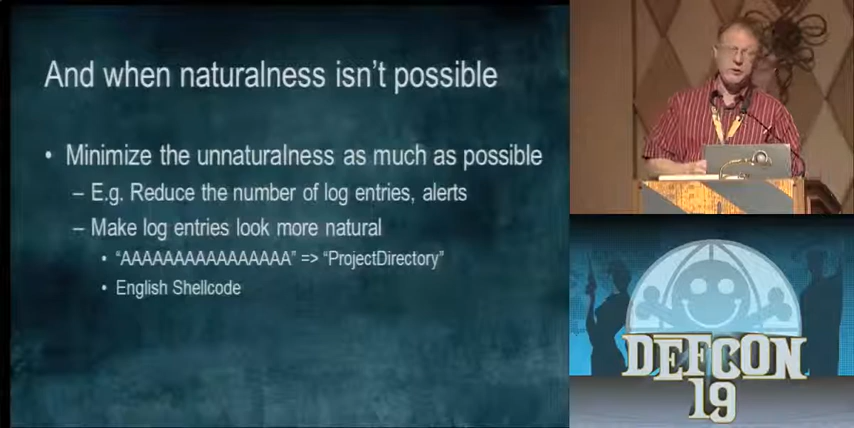 And when naturalness isn't possible
• Minimize the unnaturalness as much as possible
– E.g. Reduce the number of log entries, alerts
– Make log entries look more natural
• “AAAAAAAAAAAAAAAA” => “ProjectDirectory”
• English Shellcode
DEFCON
19